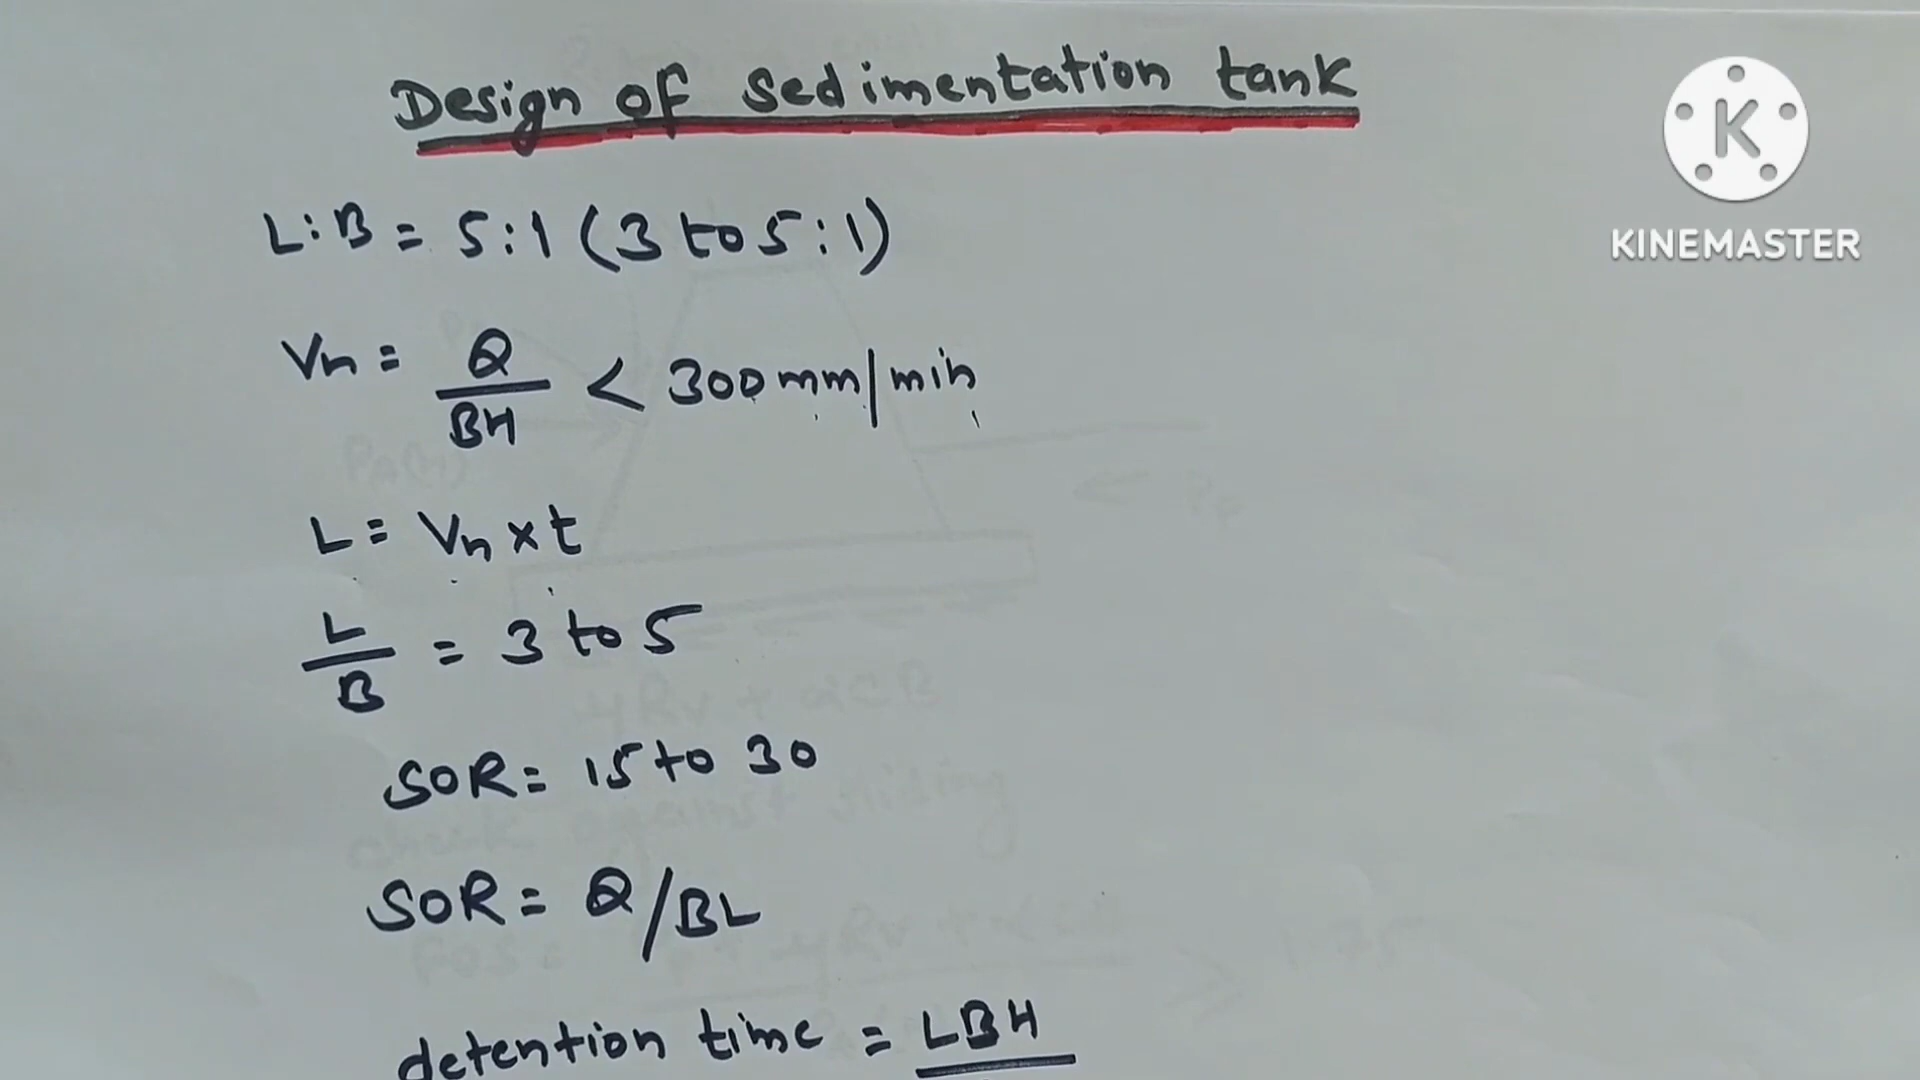 Design of sedimentation tank
K
KINEMASTER
L:B = 5:1 (3 to 5:1)
Vh = Q/BH < 300mm/min
L = Vh x t
L/B = 3 to 5
SOR = 15 to 30
SOR = Q/BL
detention time = LBH